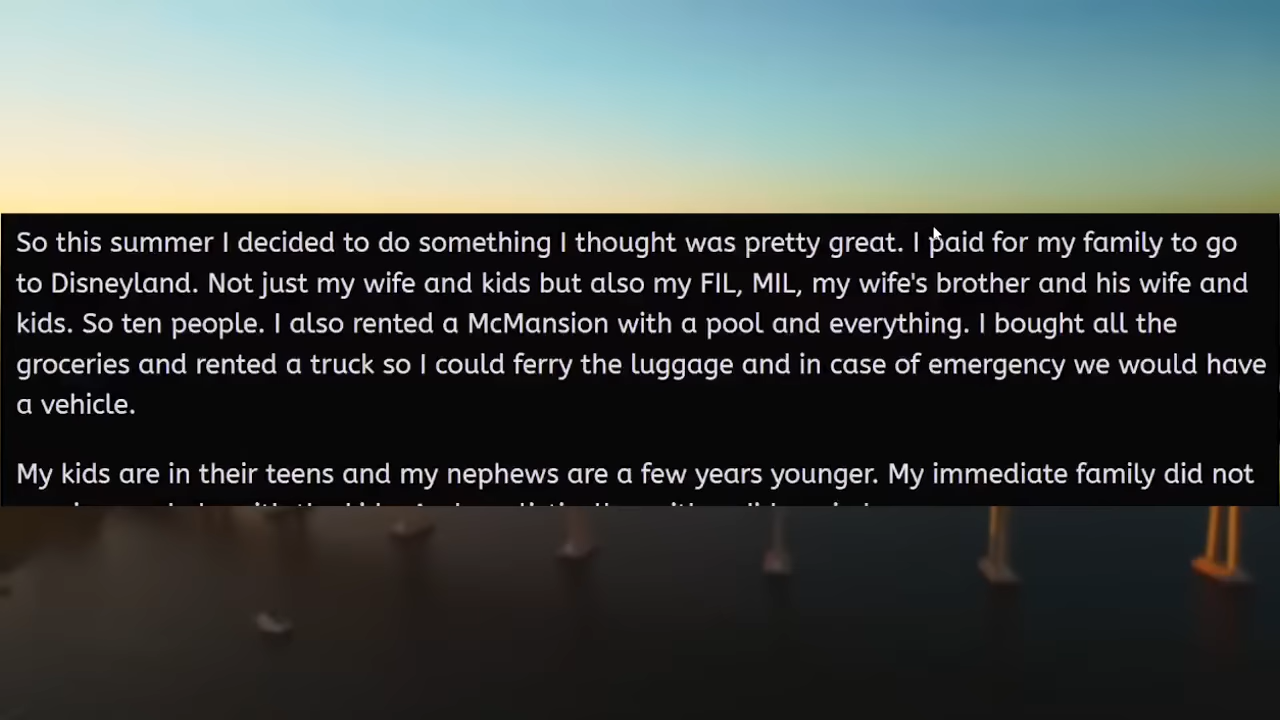 So this summer I decided to do something I thought was pretty great. I paid for my family to go
to Disneyland. Not just my wife and kids but also my FIL, MIL, my wife's brother and his wife and
kids. So ten people. I also rented a McMansion with a pool and everything. I bought all the
groceries and rented a truck so I could ferry the luggage and in case of emergency we would have
a vehicle.
My kids are in their teens and my nephews are a few years younger. My immediate family did not